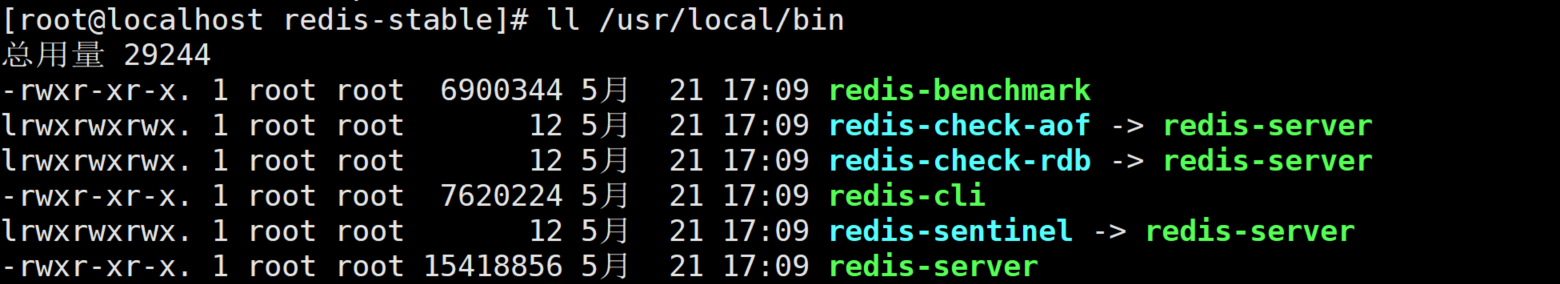 [root@localhost redis-stable]# ll /usr/local/bin
总用量 29244
-rwxr-xr-x. 1 root root  6900344 5月  21 17:09 redis-benchmark
lrwxrwxrwx. 1 root root       12 5月  21 17:09 redis-check-aof -> redis-server
lrwxrwxrwx. 1 root root       12 5月  21 17:09 redis-check-rdb -> redis-server
-rwxr-xr-x. 1 root root  7620224 5月  21 17:09 redis-cli
lrwxrwxrwx. 1 root root       12 5月  21 17:09 redis-sentinel -> redis-server
-rwxr-xr-x. 1 root root 15418856 5月  21 17:09 redis-server